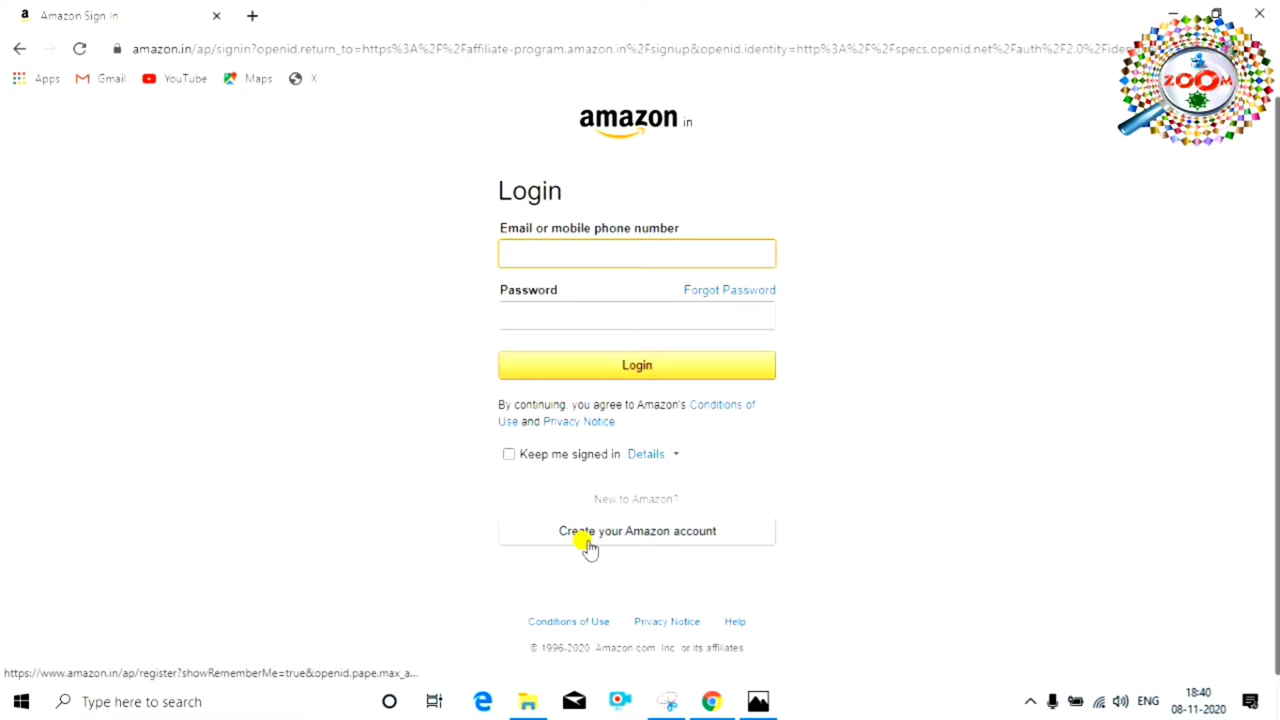 Amazon Sign In
amazon.in/ap/signin?openid.return_to=https%3A%2F%2Faffiliate-program.amazon.in%2Fsignup&openid.identity=http%3A%2F%2Fspecs.openid.net%2Fauth%2F2.0%2Fiden
Apps
Gmail
YouTube
Maps
X
ZOOM
amazon in
Login
Email or mobile phone number
Password
Forgot Password
Login
By continuing, you agree to Amazon's Conditions of
Use and Privacy Notice
Keep me signed in Details
New to Amazon?
Create your Amazon account
Conditions of Use
Privacy Notice
Help
© 1996-2020 Amazon.com, Inc. or its affiliates
https://www.amazon.in/ap/register?showRememberMe=true&openid.pape.max_a...
Type here to search
ENG
18:40
08-11-2020